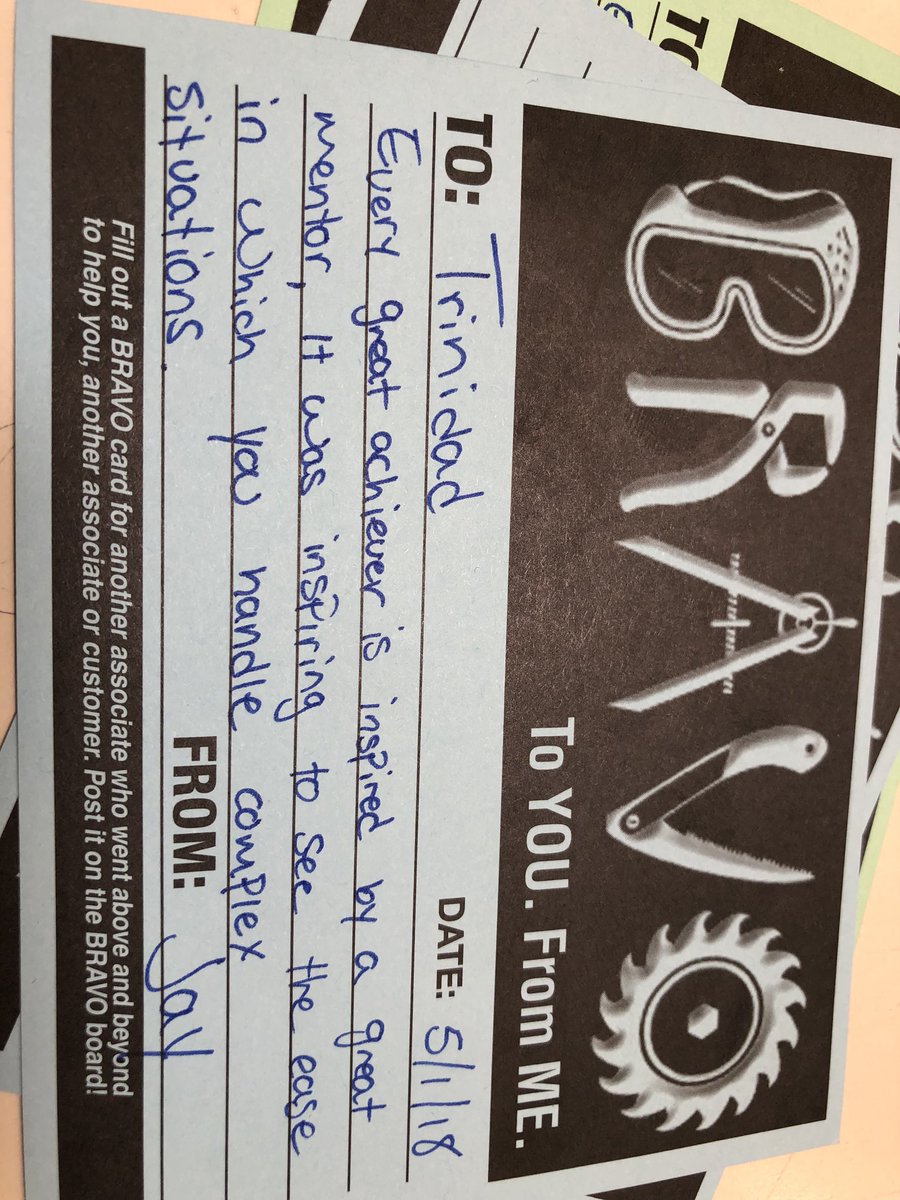 BRAVO
To YOU. From ME.
TO: Trinidad DATE: 5/1/18
Every great achiever is inspired by a great
mentor, It was inspiring to see the ease
in which you handle complex
situations.
FROM: Jay
Fill out a BRAVO card for another associate who went above and beyond
to help you, another associate or customer. Post it on the BRAVO board!
TO